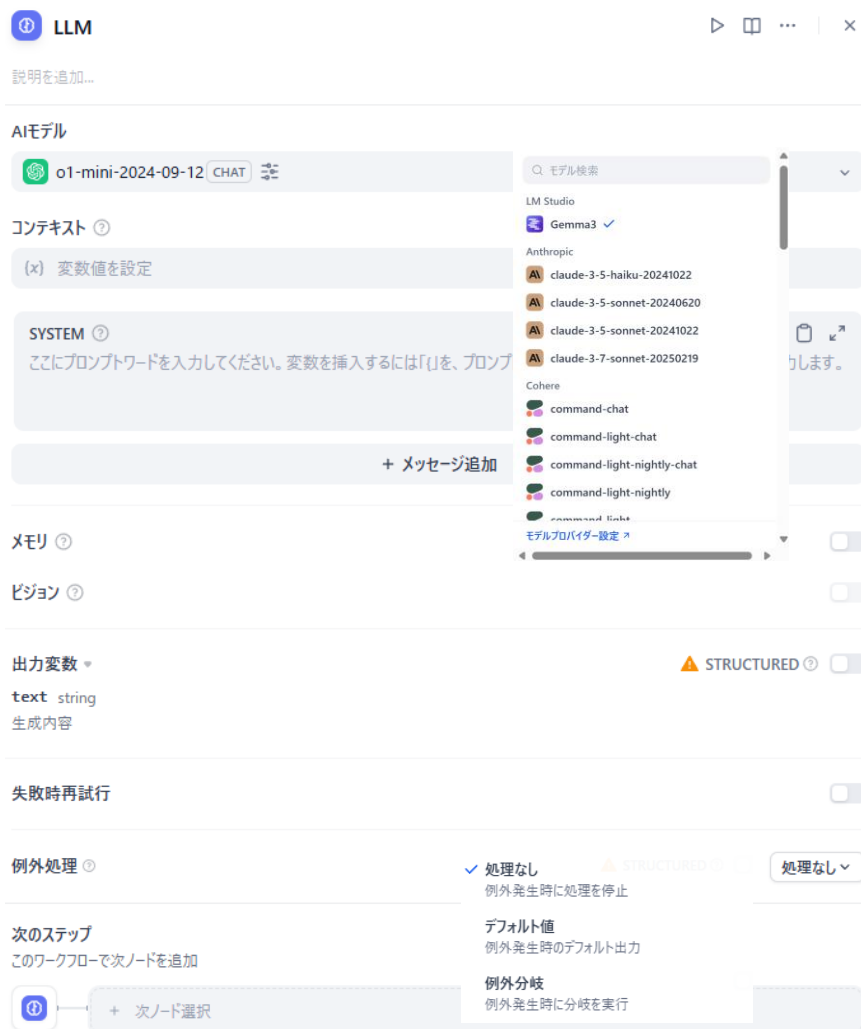 LLM
説明を追加...
AIモデル
o1-mini-2024-09-12 CHAT
モデル検索
LM Studio
Gemma3
Anthropic
claude-3-5-haiku-20241022
claude-3-5-sonnet-20240620
claude-3-5-sonnet-20241022
claude-3-7-sonnet-20250219
Cohere
command-chat
command-light-chat
command-light-nightly-chat
command-light-nightly
command-light
モデルプロバイダー設定
コンテキスト
(x) 変数値を設定
SYSTEM
ここにプロンプトワードを入力してください。変数を挿入するには「{」を、プロンプ
力します。
+ メッセージ追加
メモリ
ビジョン
出力変数
STRUCTURED
text string
生成内容
失敗時再試行
例外処理
STRUCTURED
処理なし
処理なし
例外発生時に処理を停止
デフォルト値
例外発生時のデフォルト出力
例外分岐
例外発生時に分岐を実行
次のステップ
このワークフローで次ノードを追加
+ 次ノード選択